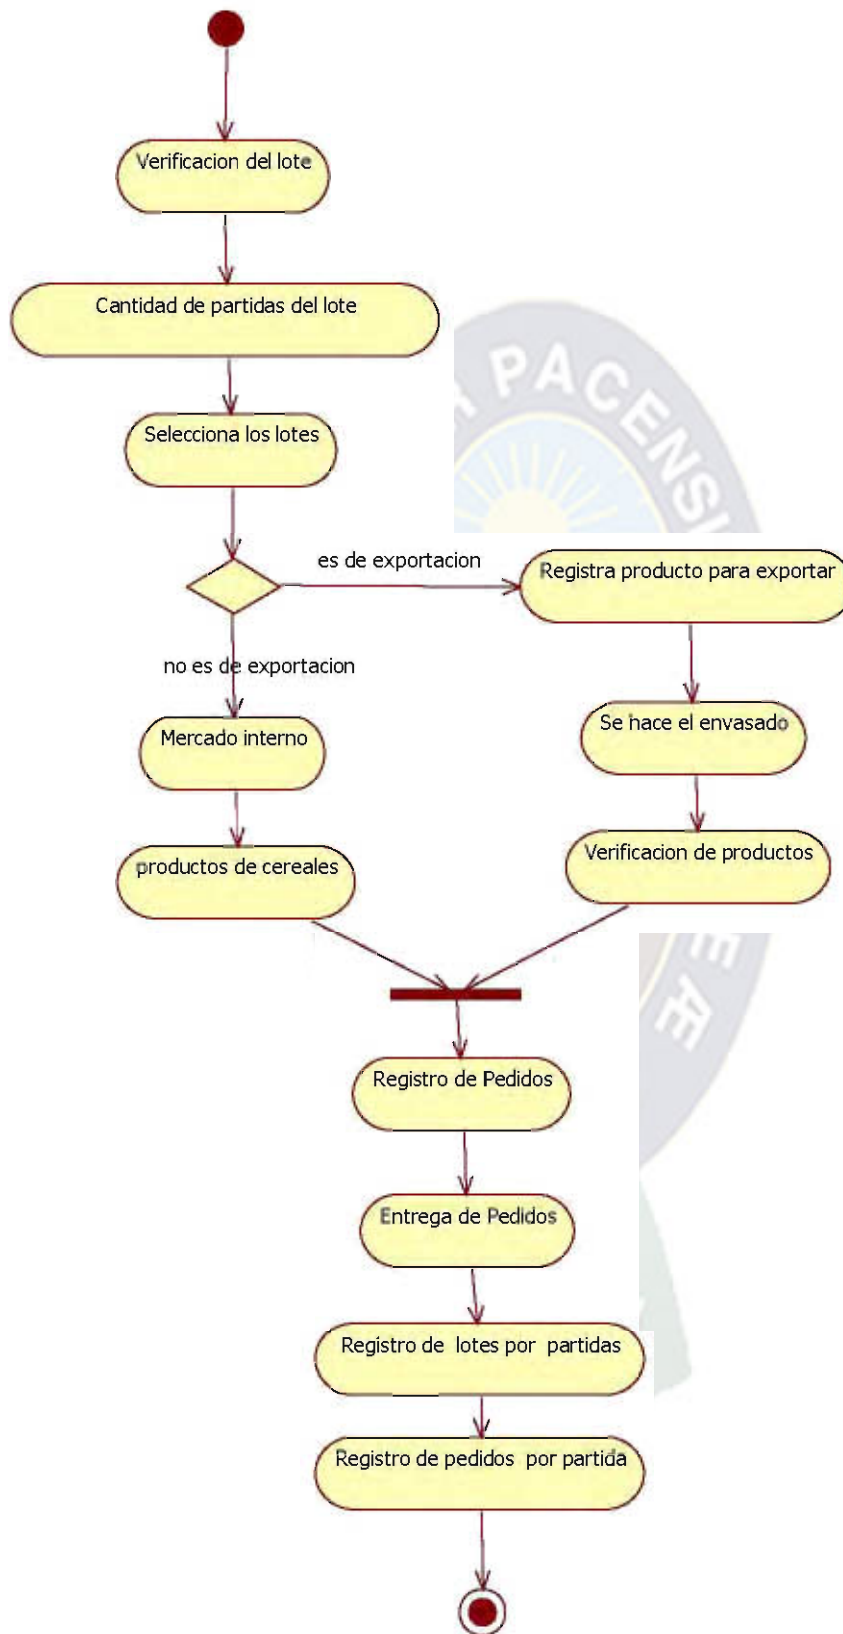 Verificacion del lote
Cantidad de partidas del lote
PACENSI
Selecciona los lotes
es de exportacion
Registra producto para exportar
no es de exportacion
Mercado interno
Se hace el envasado
productos de cereales
Verificacion de productos
EÆ
Registro de Pedidos
Entrega de Pedidos
Registro de lotes por partidas
Registro de pedidos por partida